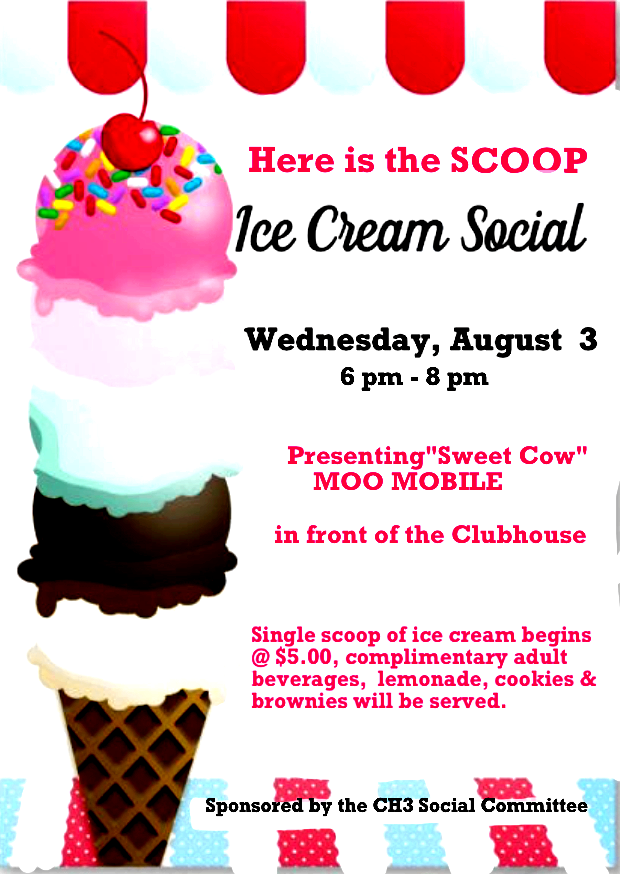 Here is the SCOOP
Ice Cream Social
Wednesday, August 3
6 pm - 8 pm
Presenting"Sweet Cow"
MOO MOBILE
in front of the Clubhouse
Single scoop of ice cream begins
@ $5.00, complimentary adult
beverages, lemonade, cookies &
brownies will be served.
Sponsored by the CH3 Social Committee